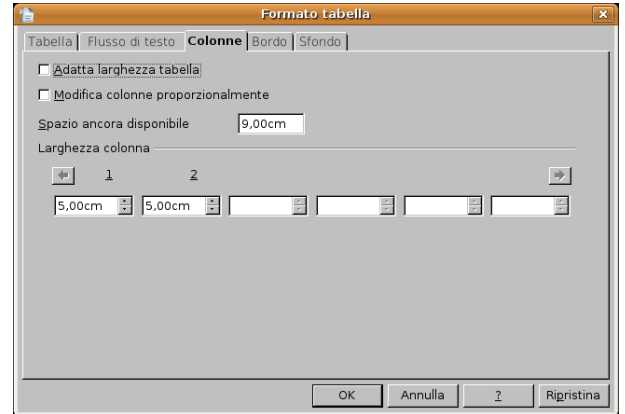 Formato tabella
Tabella Flusso di testo Colonne Bordo Sfondo
Adatta larghezza tabella
Modifica colonne proporzionalmente
Spazio ancora disponibile 9,00cm
Larghezza colonna
1 2
5,00cm 5,00cm
OK Annulla ? Ripristina